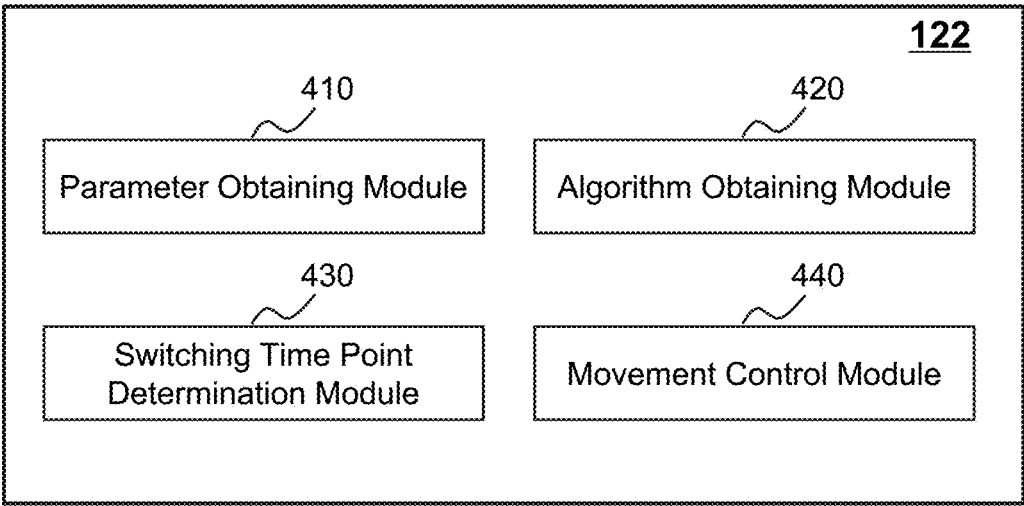 122
410
420
Parameter Obtaining Module
Algorithm Obtaining Module
430
440
Switching Time Point
Determination Module
Movement Control Module